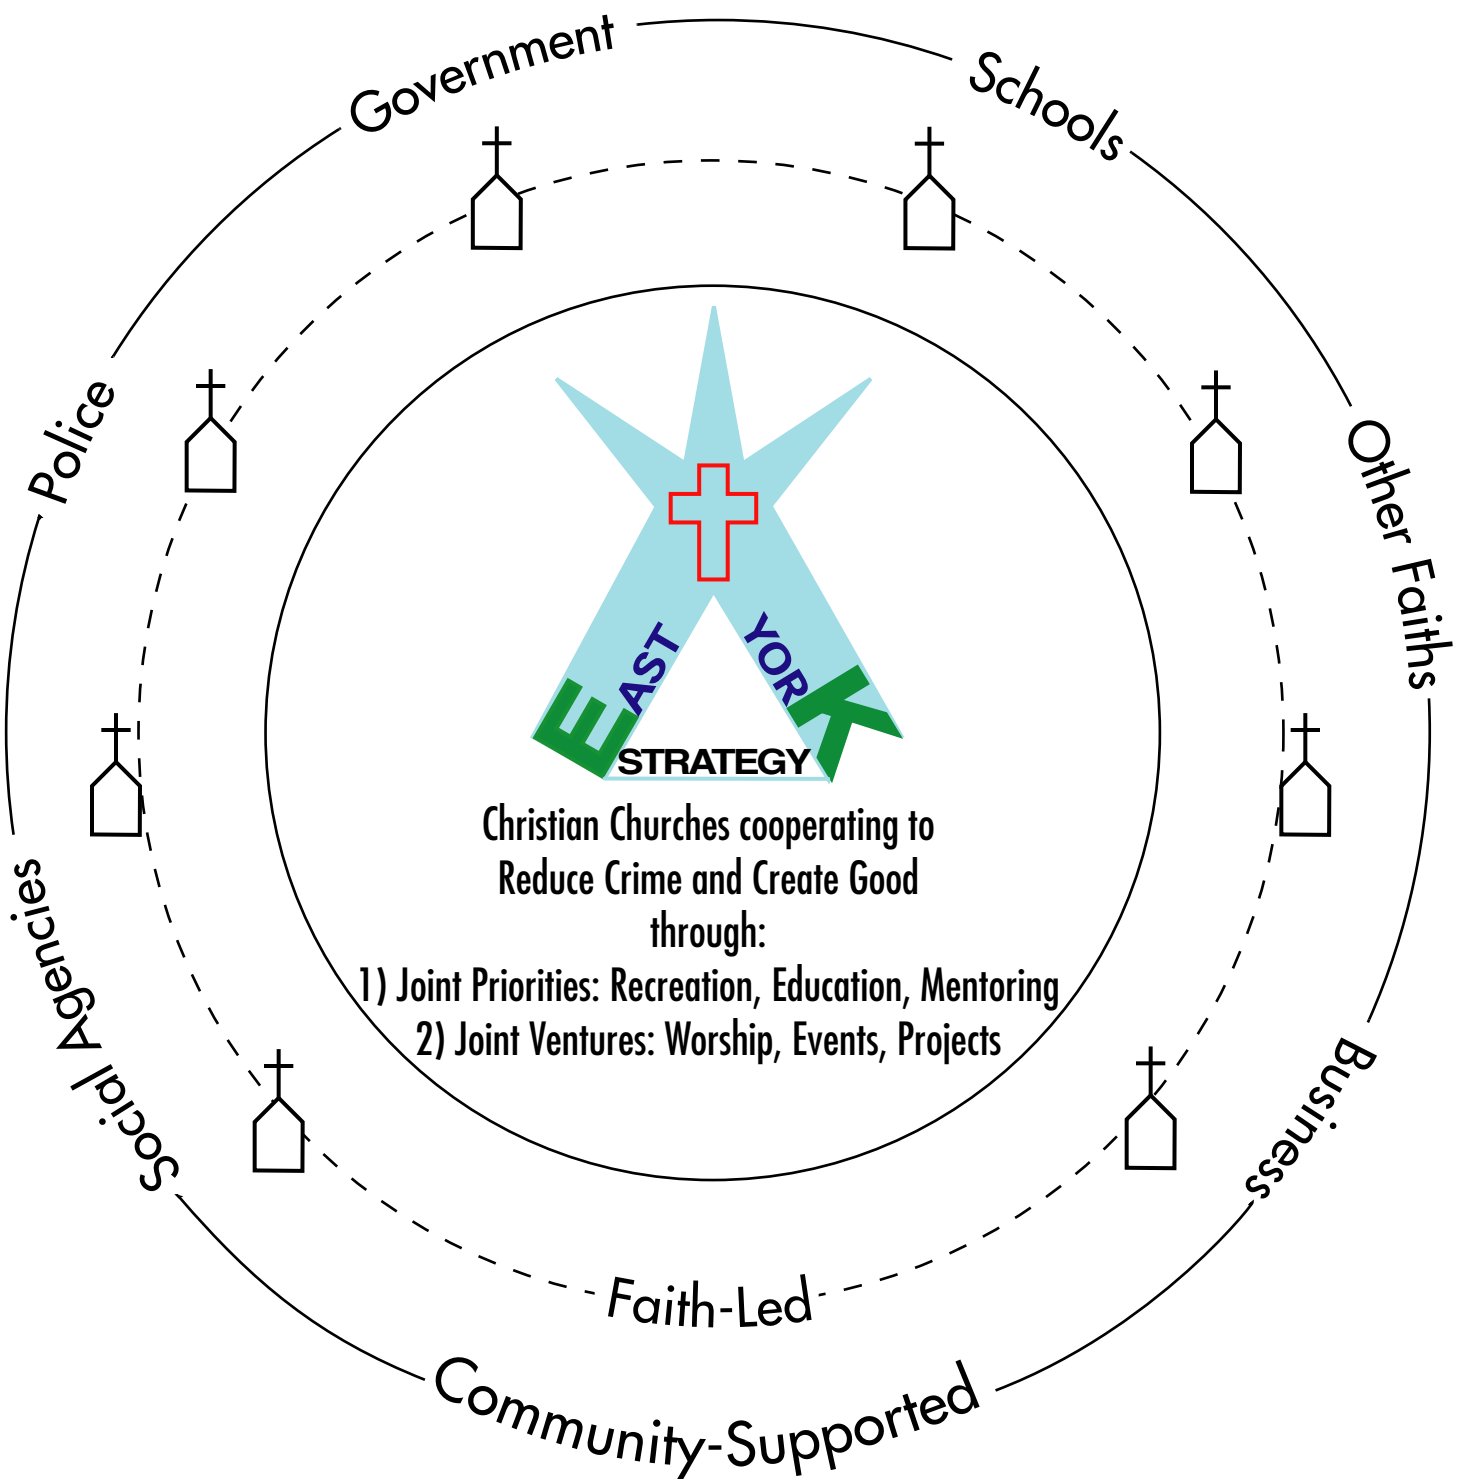 Government
Schools
Police
Other Faiths
EAST
YORK
STRATEGY
Christian Churches cooperating to
Reduce Crime and Create Good
through:
1) Joint Priorities: Recreation, Education, Mentoring
2) Joint Ventures: Worship, Events, Projects
Social Agencies
Business
Faith-Led
Community-Supported